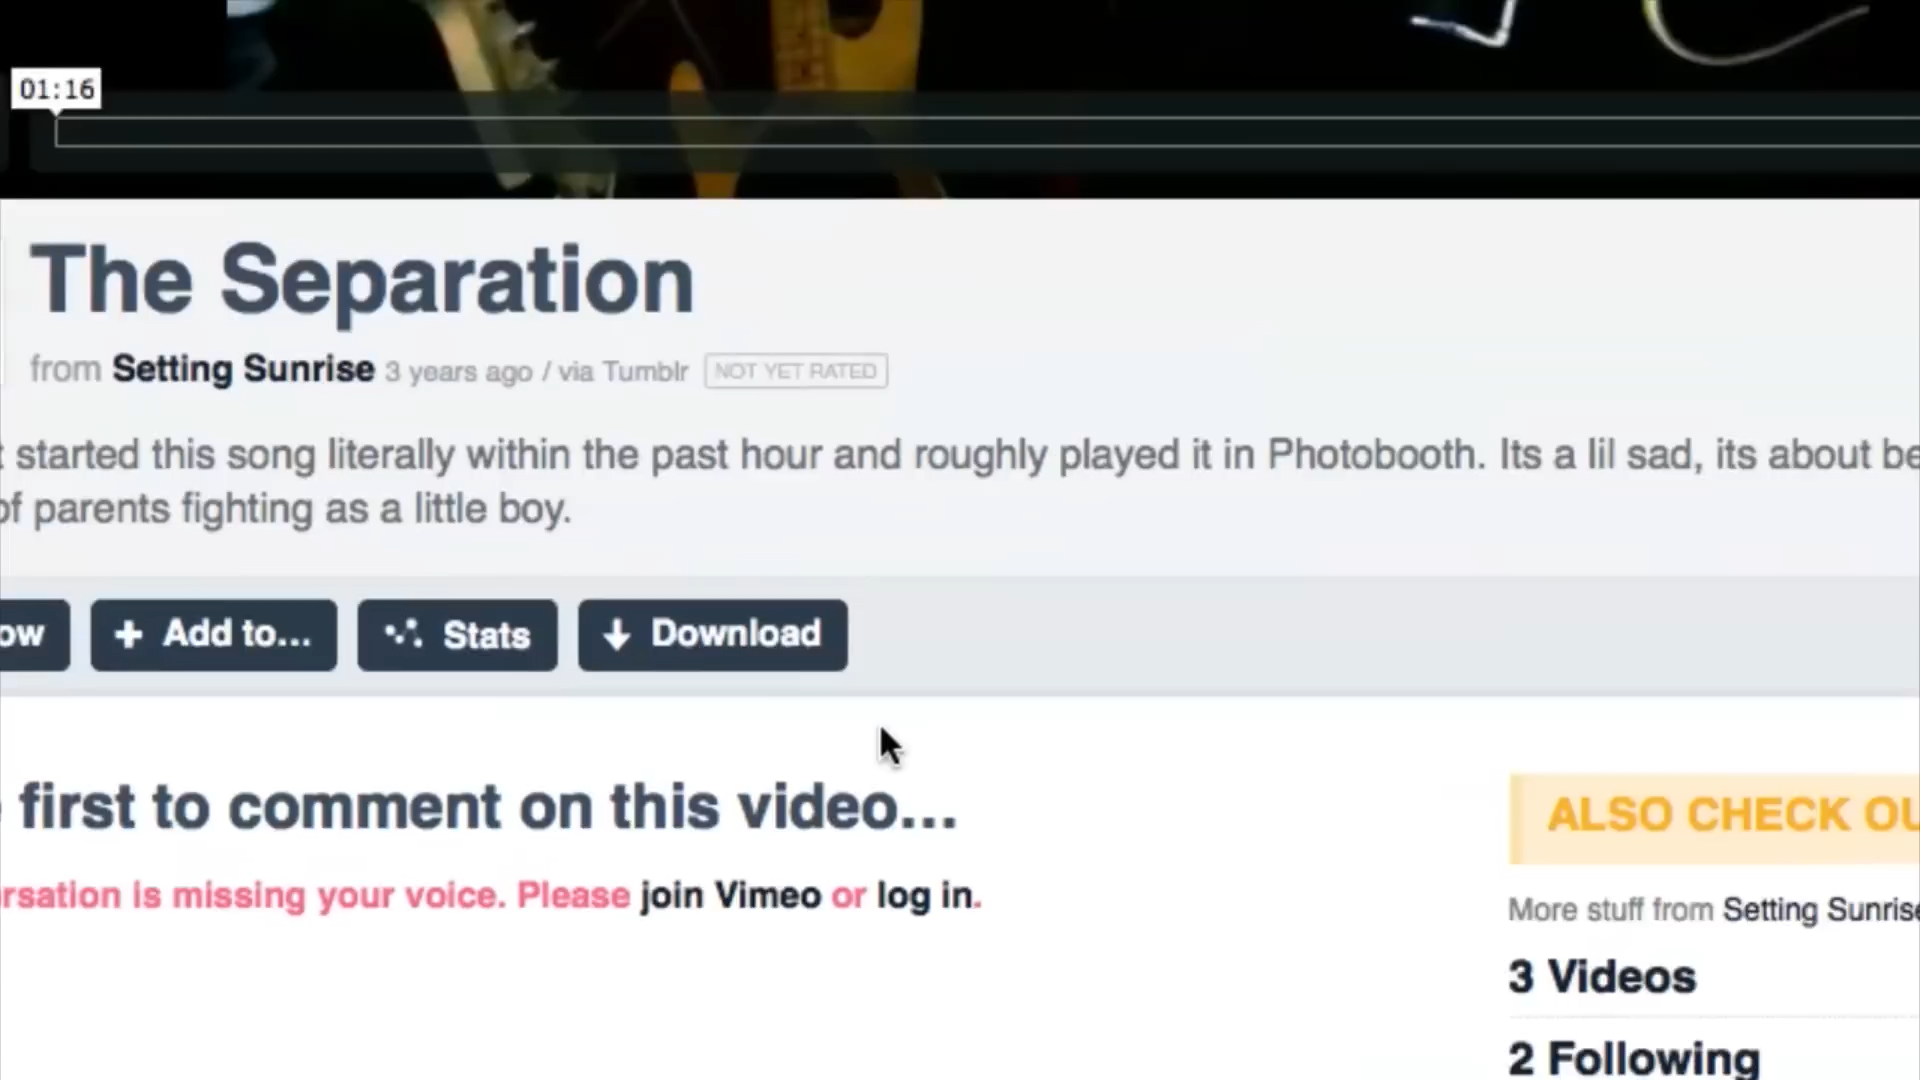 01:16
The Separation
from Setting Sunrise 3 years ago / via Tumblr NOT YET RATED
started this song literally within the past hour and roughly played it in Photobooth. Its a lil sad, its about be
of parents fighting as a little boy.
ow + Add to... Stats Download
first to comment on this video...
rsation is missing your voice. Please join Vimeo or log in.
ALSO CHECK OU
More stuff from Setting Sunrise
3 Videos
2 Following